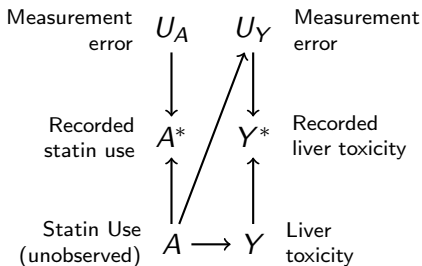 Measurement error
U_A
U_Y
Measurement error
Recorded statin use
A*
Y*
Recorded liver toxicity
Statin Use (unobserved)
A
Y
Liver toxicity